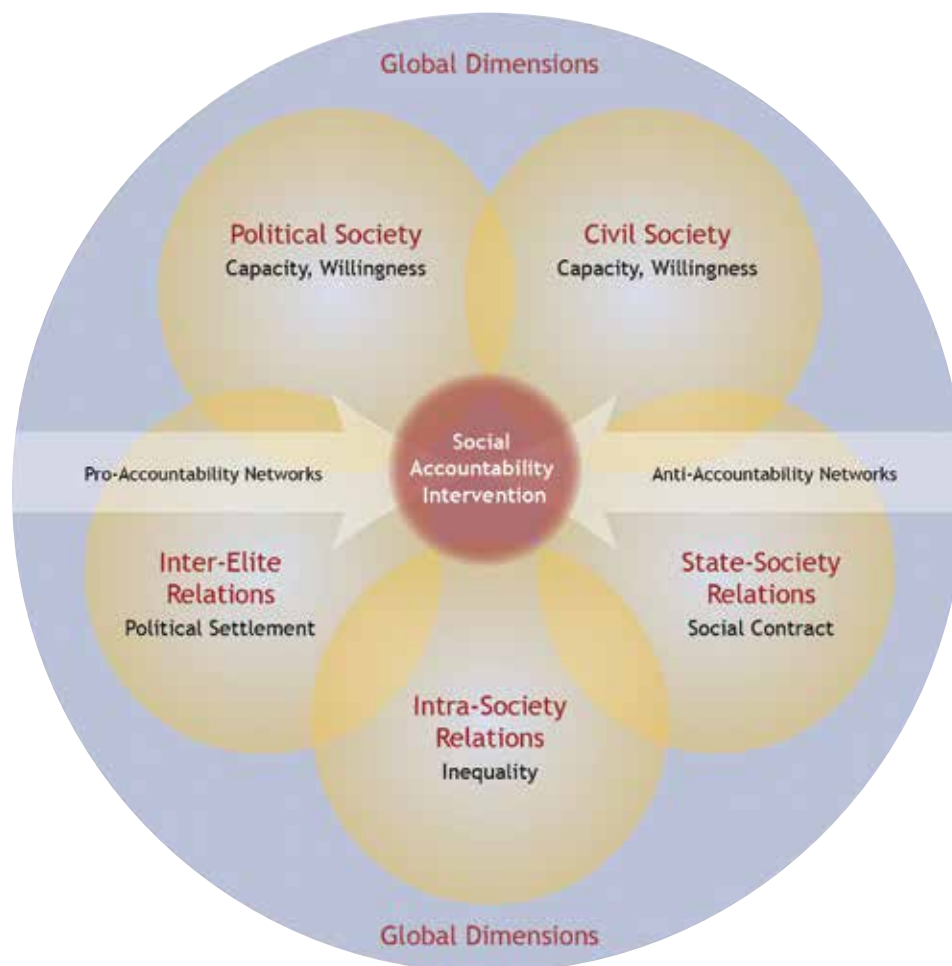 Global Dimensions
Political Society
Capacity, Willingness
Civil Society
Capacity, Willingness
Social
Accountability
Intervention
Pro-Accountability Networks
Anti-Accountability Networks
Inter-Elite
Relations
Political Settlement
State-Society
Relations
Social Contract
Intra-Society
Relations
Inequality
Global Dimensions